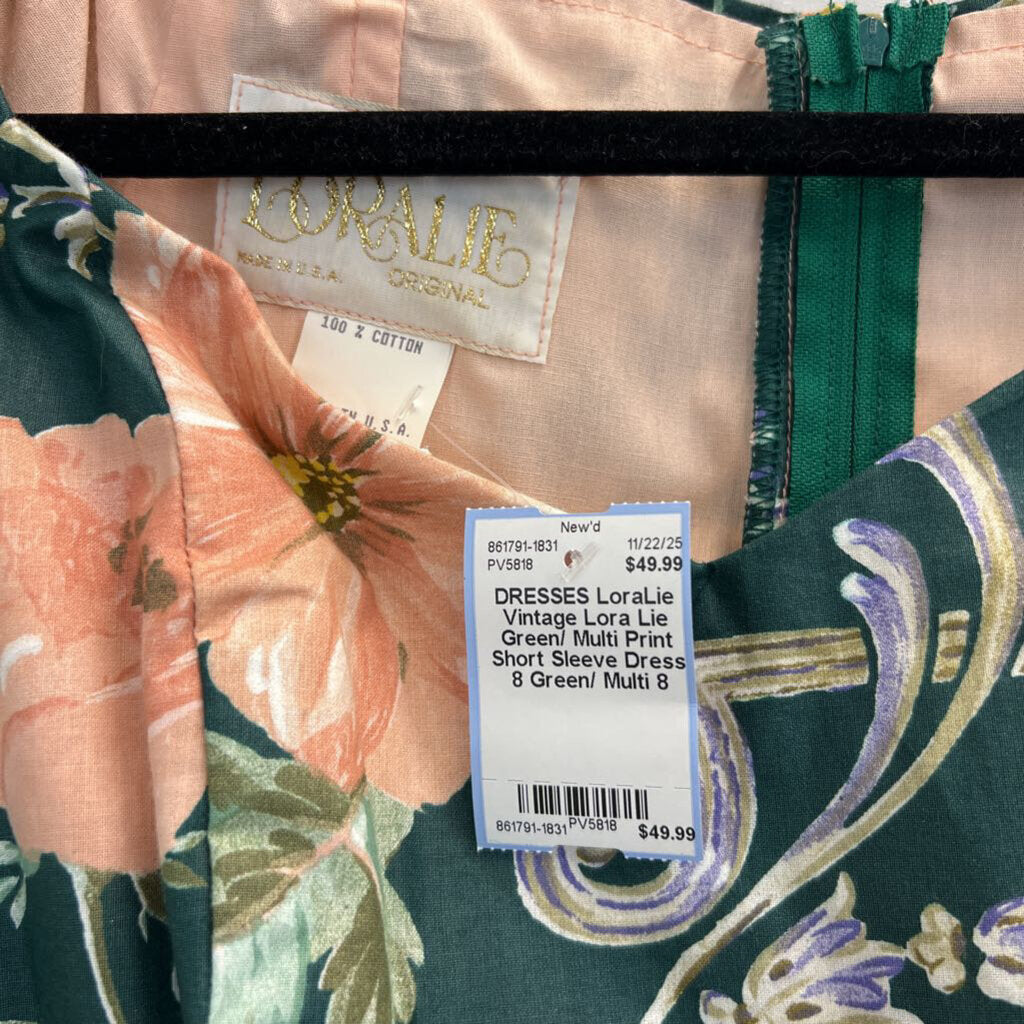 LORALIE
MADE IN U.S.A. ORIGINAL
100 % COTTON
IN U.S.A.
New'd
861791-1831 11/22/25
PV5818 $49.99
DRESSES LoraLie
Vintage Lora Lie
Green/ Multi Print
Short Sleeve Dress
8 Green/ Multi 8
861791-1831 PV5818 $49.99